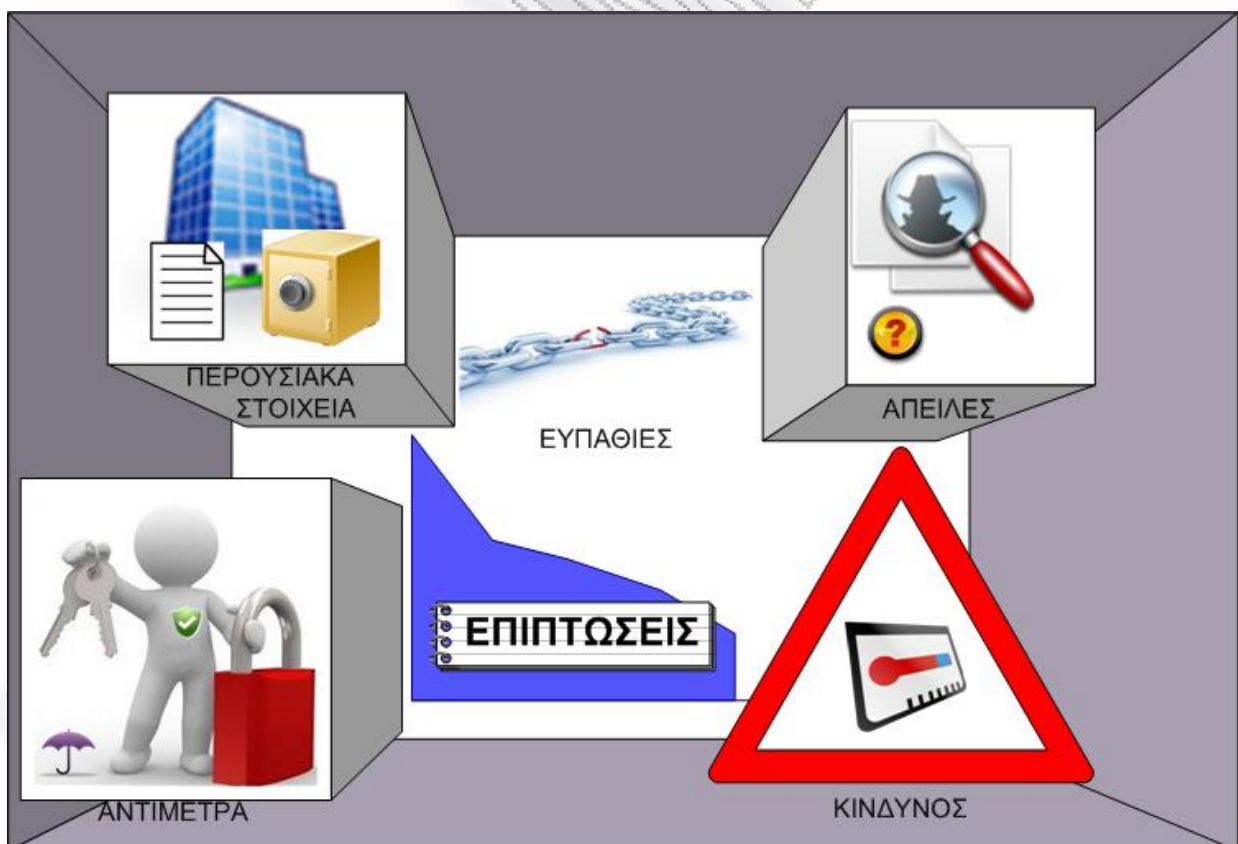 ΠΕΡΟΥΣΙΑΚΑ
ΣΤΟΙΧΕΙΑ
ΑΠΕΙΛΕΣ
ΕΥΠΑΘΙΕΣ
ΕΠΙΠΤΩΣΕΙΣ
ΑΝΤΙΜΕΤΡΑ
ΚΙΝΔΥΝΟΣ
?